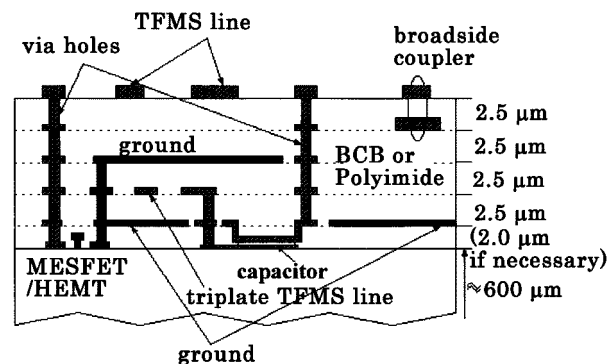 TFMS line
via holes
broadside
coupler
2.5 μm
ground
2.5 μm
BCB or
Polyimide
2.5 μm
2.5 μm
(2.0 μm
if necessary)
MESFET
/HEMT
capacitor
triplate TFMS line
≈600 μm
ground